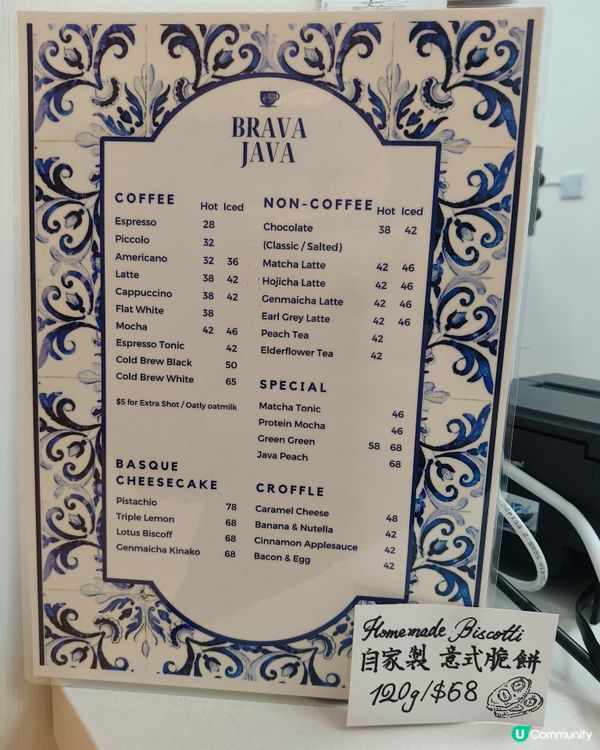 BRAVA
JAVA
COFFEE Hot Iced
Espresso 28
Piccolo 32
Americano 32 36
Latte 38 42
Cappuccino 38 42
Flat White 38
Mocha 42 46
Espresso Tonic 42
Cold Brew Black 50
Cold Brew White 65
$5 for Extra Shot / Oatly oatmilk
BASQUE
CHEESECAKE
Pistachio 78
Triple Lemon 68
Lotus Biscoff 68
Genmaicha Kinako 68
NON-COFFEE Hot Iced
Chocolate 38 42
(Classic / Salted)
Matcha Latte 42 46
Hojicha Latte 42 46
Genmaicha Latte 42 46
Earl Grey Latte 42 46
Peach Tea 42
Elderflower Tea 42
SPECIAL
Matcha Tonic 46
Protein Mocha 46
Green Green 58 68
Java Peach 68
CROFFLE
Caramel Cheese 48
Banana & Nutella 42
Cinnamon Applesauce 42
Bacon & Egg 42
Homemade Biscotti
自家製 意式脆餅
120g/$68
U Community